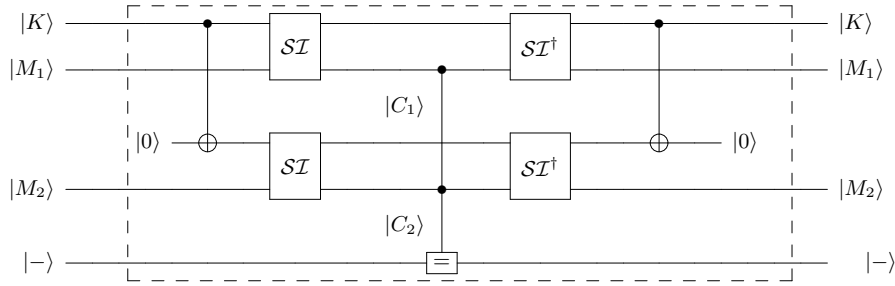 |K⟩ 𝒮ℐ 𝒮ℐ† |K⟩
|M₁⟩ |M₁⟩
|C₁⟩
|0⟩ |0⟩
𝒮ℐ 𝒮ℐ†
|M₂⟩ |M₂⟩
|C₂⟩
|−⟩ = |−⟩